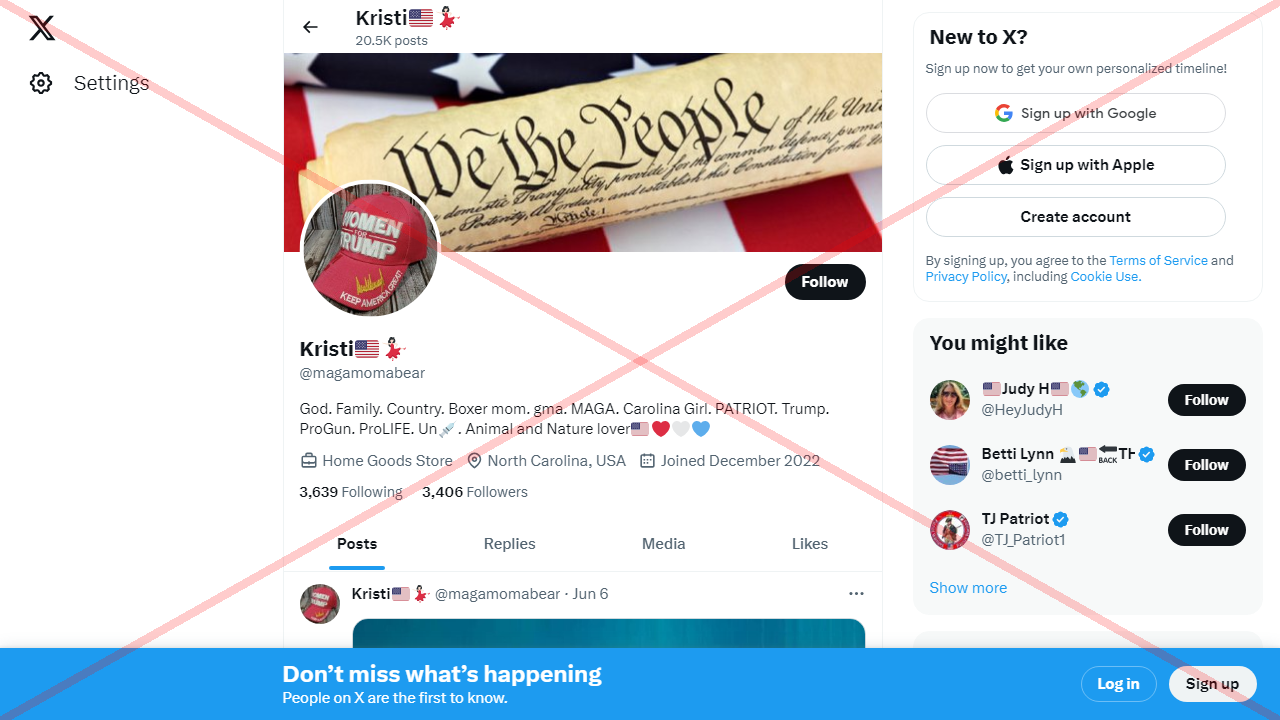 Kristi🇺🇸💃
20.5K posts
Settings
We the People
of the Unit
domestic Tranquility, provide for the common defence, promo
or Posterity, do ordain and establish this Constitution for the U
Article I
WOMEN
FOR
TRUMP
KEEP AMERICA GREAT!
Follow
Kristi🇺🇸💃
@magamomabear
God. Family. Country. Boxer mom. gma. MAGA. Carolina Girl. PATRIOT. Trump.
ProGun. ProLIFE. Un💉. Animal and Nature lover🇺🇸❤️🤍💙
Home Goods Store North Carolina, USA Joined December 2022
3,639 Following 3,406 Followers
Posts Replies Media Likes
Kristi🇺🇸💃 @magamomabear · Jun 6
New to X?
Sign up now to get your own personalized timeline!
Sign up with Google
Sign up with Apple
Create account
By signing up, you agree to the Terms of Service and
Privacy Policy, including Cookie Use.
You might like
🇺🇸Judy H🇺🇸🌎
@HeyJudyH
Follow
Betti Lynn 🦅🇺🇸🔙TH
@betti_lynn
Follow
TJ Patriot
@TJ_Patriot1
Follow
Show more
Don’t miss what’s happening
People on X are the first to know.
Log in
Sign up